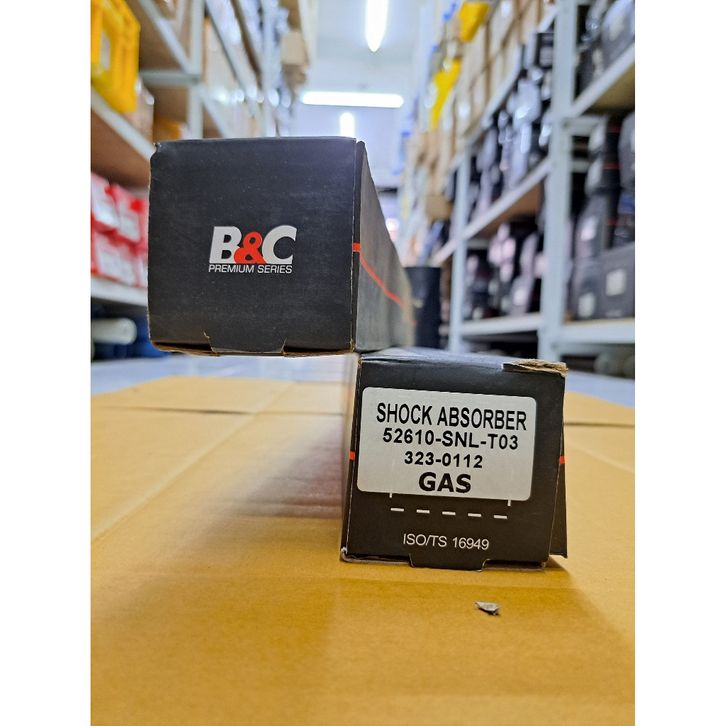 B&C
PREMIUM SERIES
SHOCK ABSORBER
52610-SNL-T03
323-0112
GAS
ISO/TS 16949